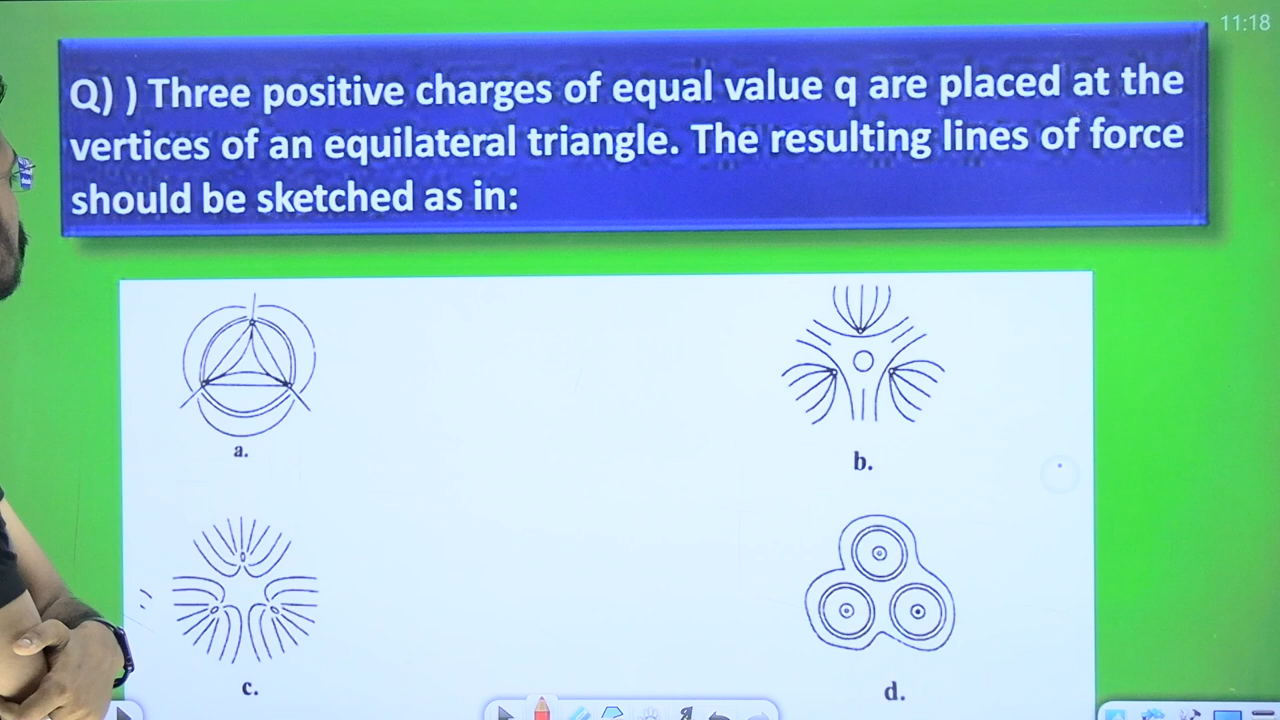 11:18
Q) ) Three positive charges of equal value q are placed at the
vertices of an equilateral triangle. The resulting lines of force
should be sketched as in:
a.
b.
c.
d.